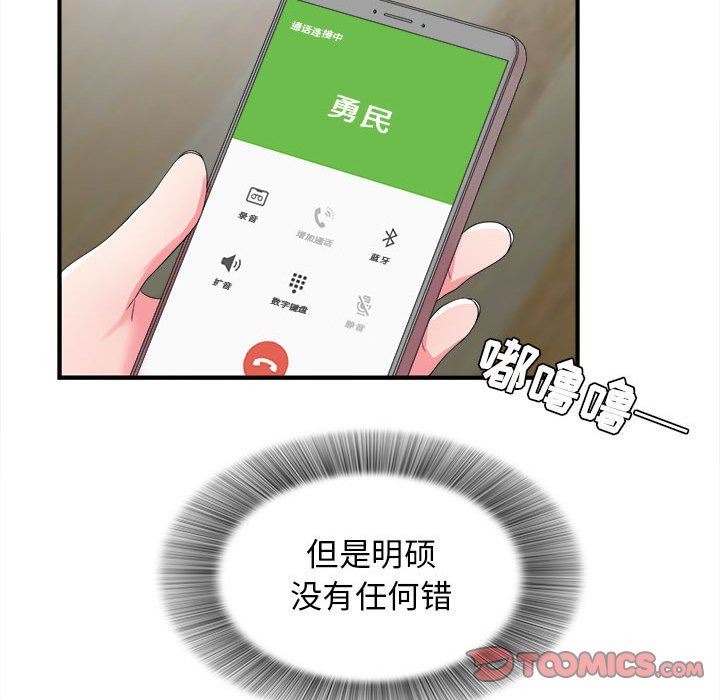 通话连接中
勇民
录音
增加通话
蓝牙
扩音
数字键盘
静音
嘟噜噜——
但是明硕
没有任何错
DTOOMICS.COM